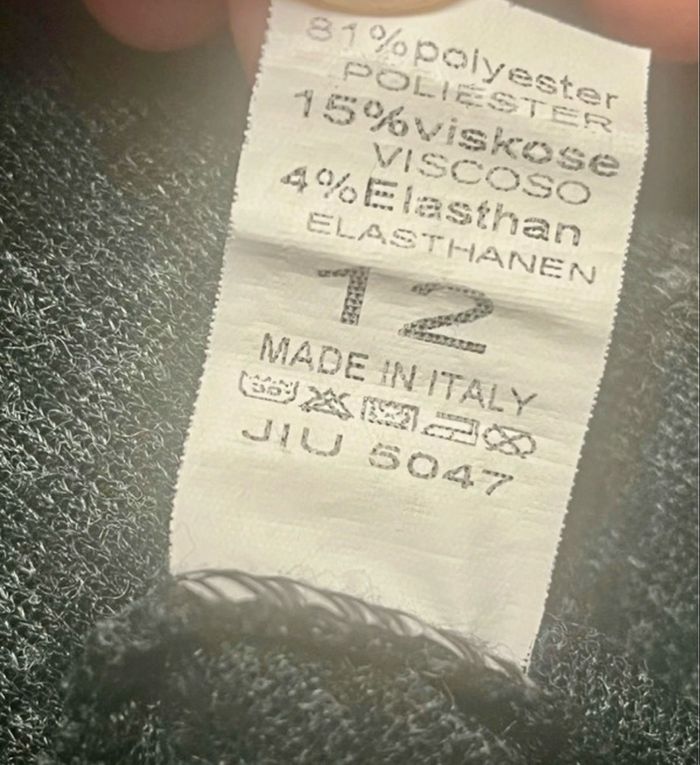 81%polyester
POLIESTER
15%viskose
VISCOSO
4%Elasthan
ELASTHANEN
12
MADE IN ITALY
JIU 5047